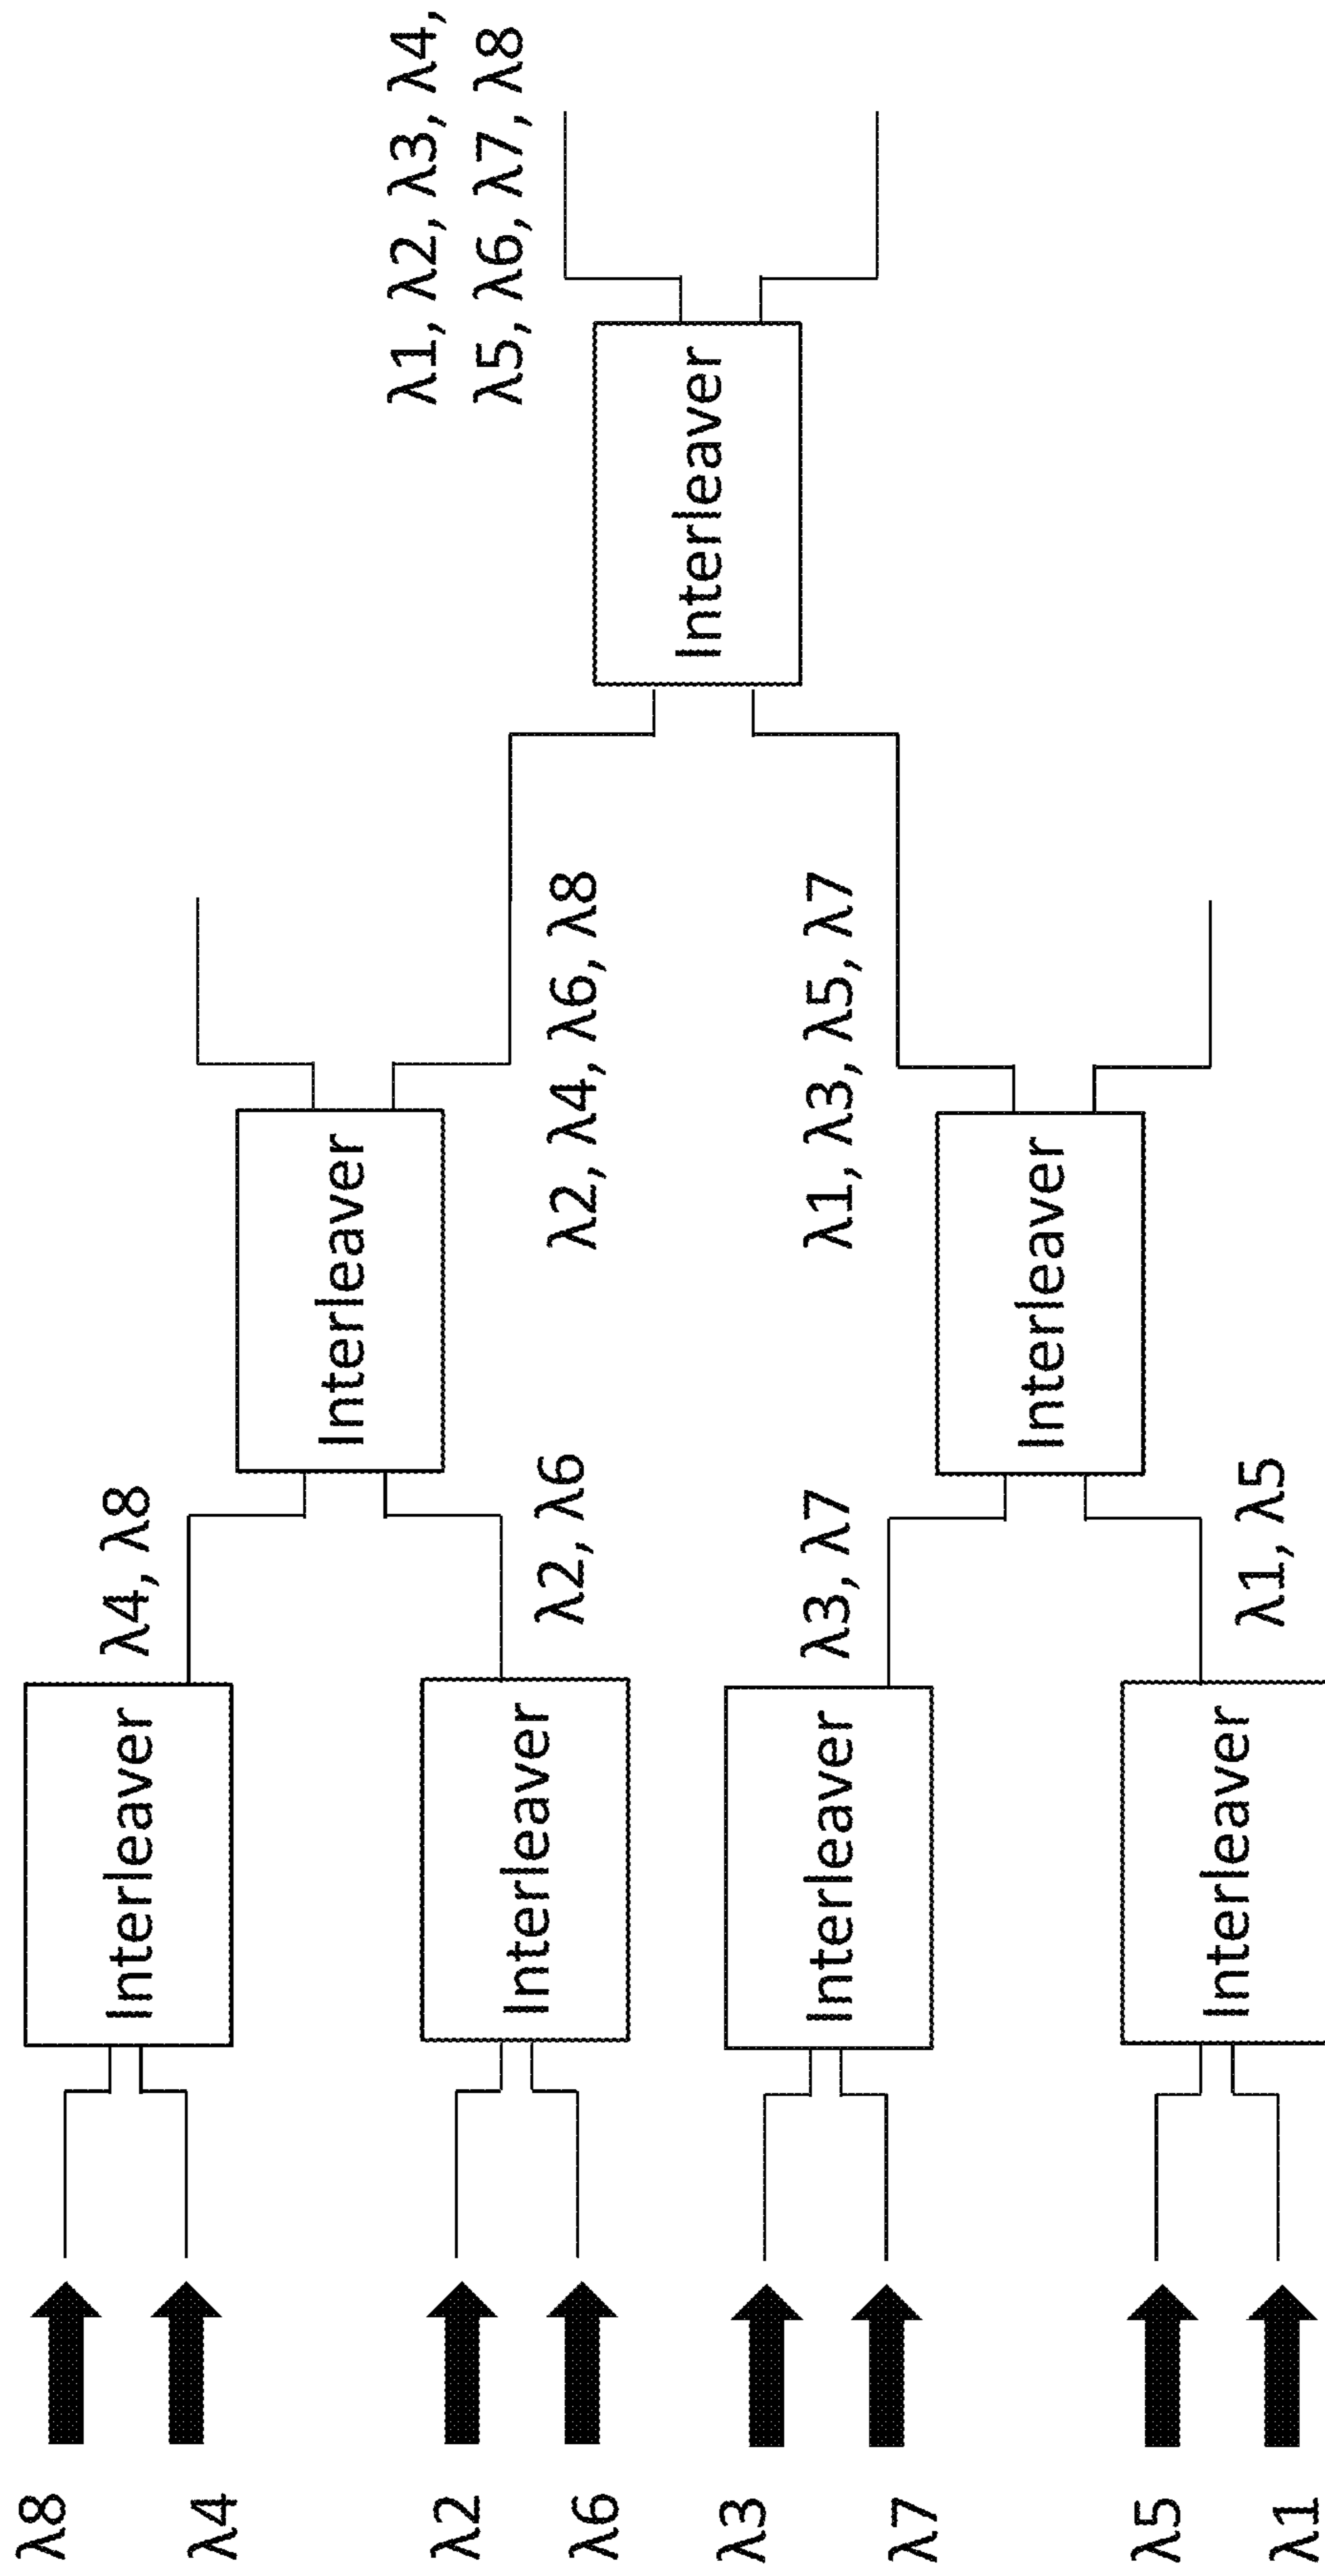 λ8
λ4
λ2
λ6
λ3
λ7
λ5
λ1
Interleaver
Interleaver
Interleaver
Interleaver
λ4, λ8
λ2, λ6
λ3, λ7
λ1, λ5
Interleaver
Interleaver
λ2, λ4, λ6, λ8
λ1, λ3, λ5, λ7
Interleaver
λ1, λ2, λ3, λ4,
λ5, λ6, λ7, λ8